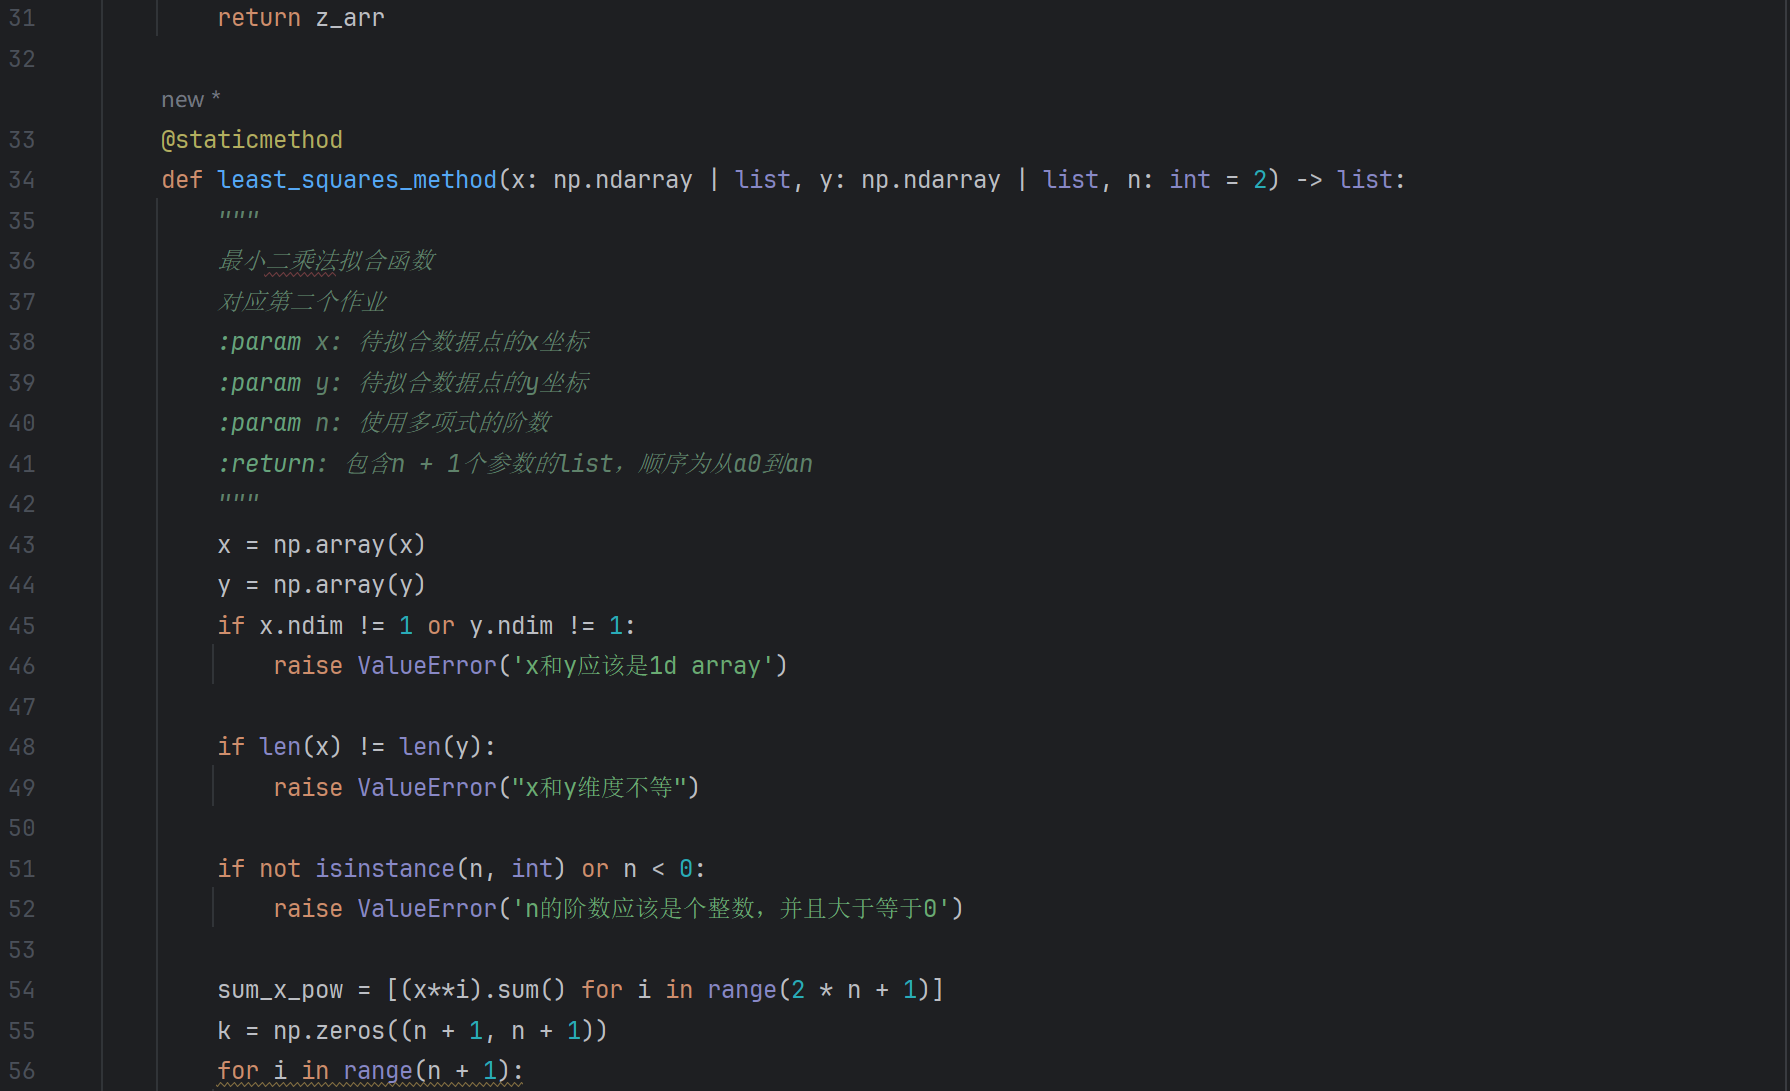 31 return z_arr
32
new *
33 @staticmethod
34 def least_squares_method(x: np.ndarray | list, y: np.ndarray | list, n: int = 2) -> list:
35 """
36 最小二乘法拟合函数
37 对应第二个作业
38 :param x: 待拟合数据点的x坐标
39 :param y: 待拟合数据点的y坐标
40 :param n: 使用多项式的阶数
41 :return: 包含n + 1个参数的list，顺序为从a0到an
42 """
43 x = np.array(x)
44 y = np.array(y)
45 if x.ndim != 1 or y.ndim != 1:
46 raise ValueError('x和y应该是1d array')
47
48 if len(x) != len(y):
49 raise ValueError("x和y维度不等")
50
51 if not isinstance(n, int) or n < 0:
52 raise ValueError('n的阶数应该是个整数，并且大于等于0')
53
54 sum_x_pow = [(x**i).sum() for i in range(2 * n + 1)]
55 k = np.zeros((n + 1, n + 1))
56 for i in range(n + 1):